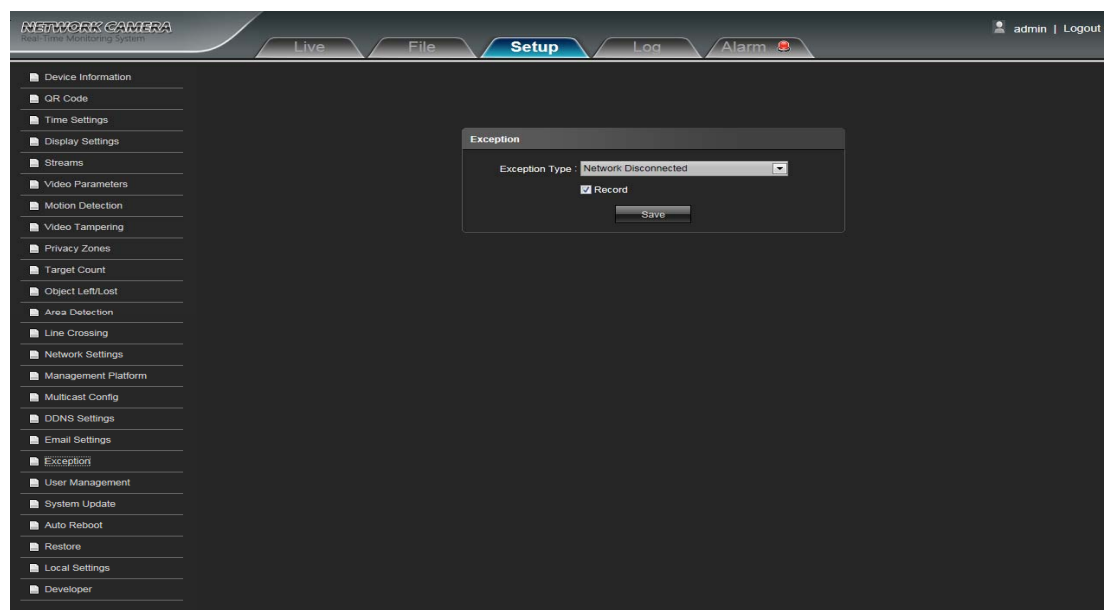 NETWORK CAMERA
Real-Time Monitoring System
Live
File
Setup
Log
Alarm
admin | Logout
Device Information
QR Code
Time Settings
Display Settings
Streams
Video Parameters
Motion Detection
Video Tampering
Privacy Zones
Target Count
Object Left/Lost
Area Detection
Line Crossing
Network Settings
Management Platform
Multicast Config
DDNS Settings
Email Settings
Exception
User Management
System Update
Auto Reboot
Restore
Local Settings
Developer
Exception
Exception Type : Network Disconnected
Record
Save